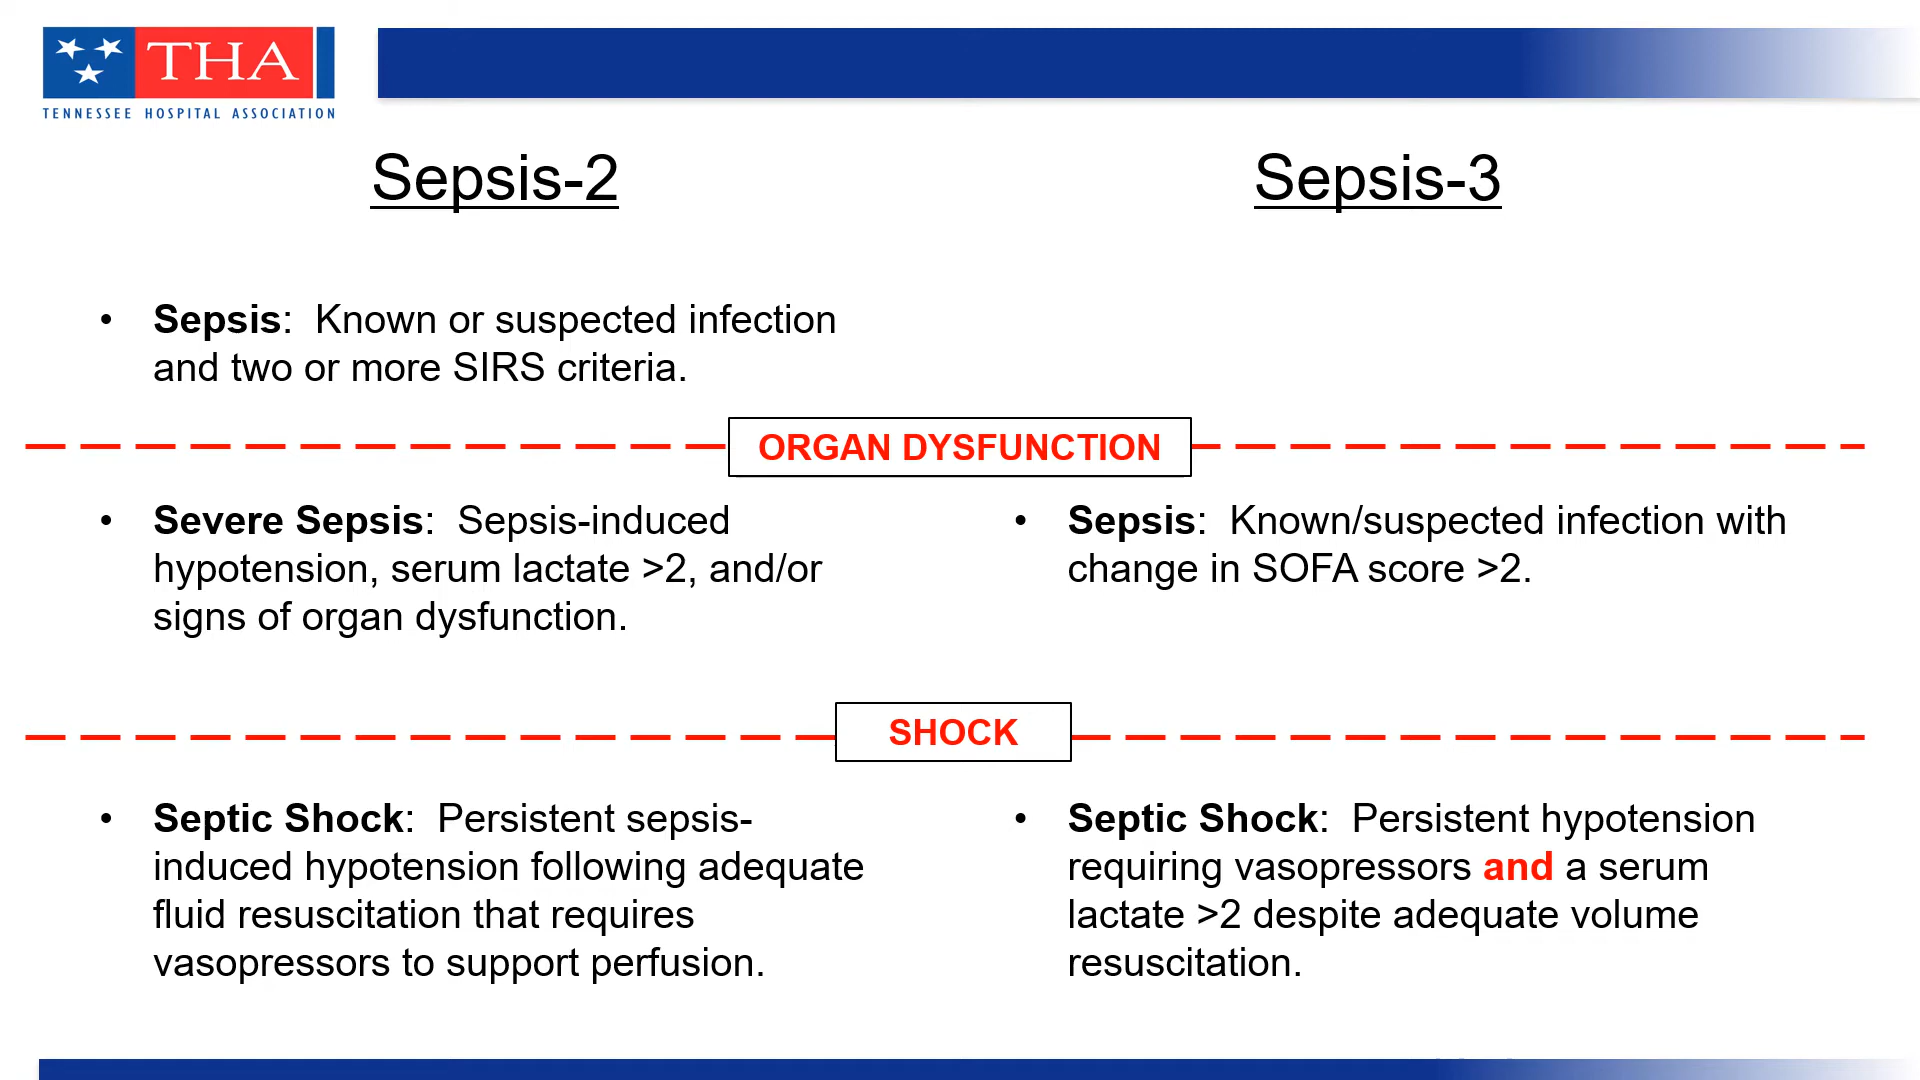 THA
TENNESSEE HOSPITAL ASSOCIATION
Sepsis-2
• Sepsis: Known or suspected infection
and two or more SIRS criteria.
Sepsis-3
ORGAN DYSFUNCTION
• Severe Sepsis: Sepsis-induced
hypotension, serum lactate >2, and/or
signs of organ dysfunction.
• Sepsis: Known/suspected infection with
change in SOFA score >2.
SHOCK
• Septic Shock: Persistent sepsis-
induced hypotension following adequate
fluid resuscitation that requires
vasopressors to support perfusion.
• Septic Shock: Persistent hypotension
requiring vasopressors and a serum
lactate >2 despite adequate volume
resuscitation.